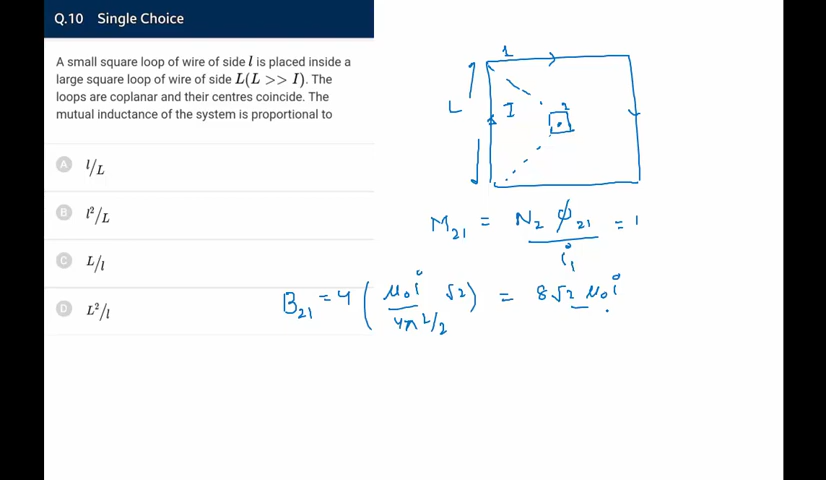 Q.10 Single Choice
A small square loop of wire of side l is placed inside a
large square loop of wire of side L(L >> I). The
loops are coplanar and their centres coincide. The
mutual inductance of the system is proportional to
A l/L
B l²/L
C L/l
D L²/l
1
L
I
2
M₂₁ = N₂ ϕ₂₁ / i₁ = 1
B₂₁ = 4 ( μ₀i / 4π L/2 √2 ) = 8√2 μ₀i